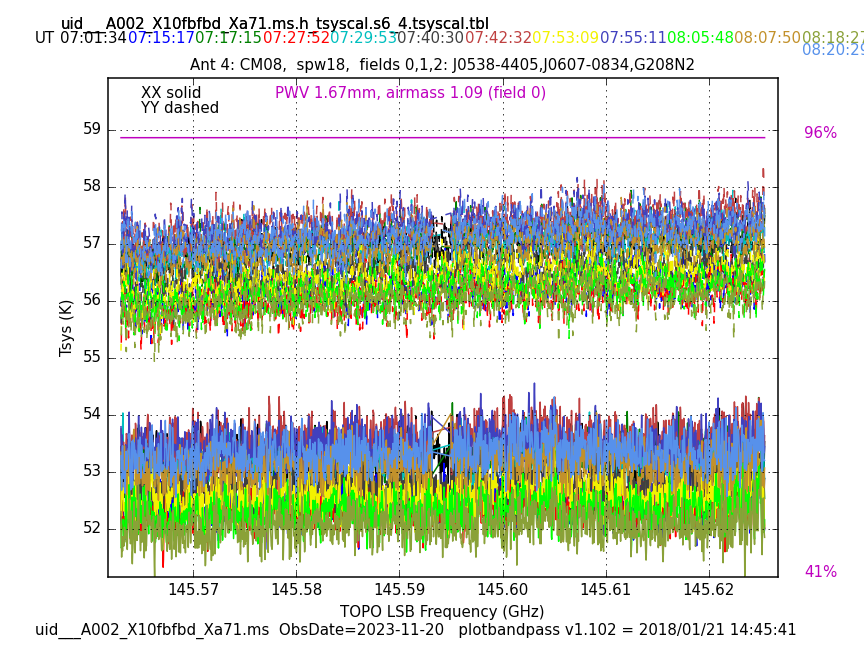 uid___A002_X10fbfbd_Xa71.ms.h_tsyscal.s6_4.tsyscal.tbl
UT 07:01:34 07:15:17 07:17:15 07:27:52 07:29:53 07:40:30 07:42:32 07:53:09 07:55:11 08:05:48 08:07:50 08:18:27
08:20:29
Ant 4: CM08,  spw18,  fields 0,1,2: J0538-4405,J0607-0834,G208N2
XX solid
PWV 1.67mm, airmass 1.09 (field 0)
YY dashed
96%
59
58
57
56
55
54
53
52
Tsys (K)
41%
145.57 145.58 145.59 145.60 145.61 145.62
TOPO LSB Frequency (GHz)
uid___A002_X10fbfbd_Xa71.ms  ObsDate=2023-11-20   plotbandpass v1.102 = 2018/01/21 14:45:41